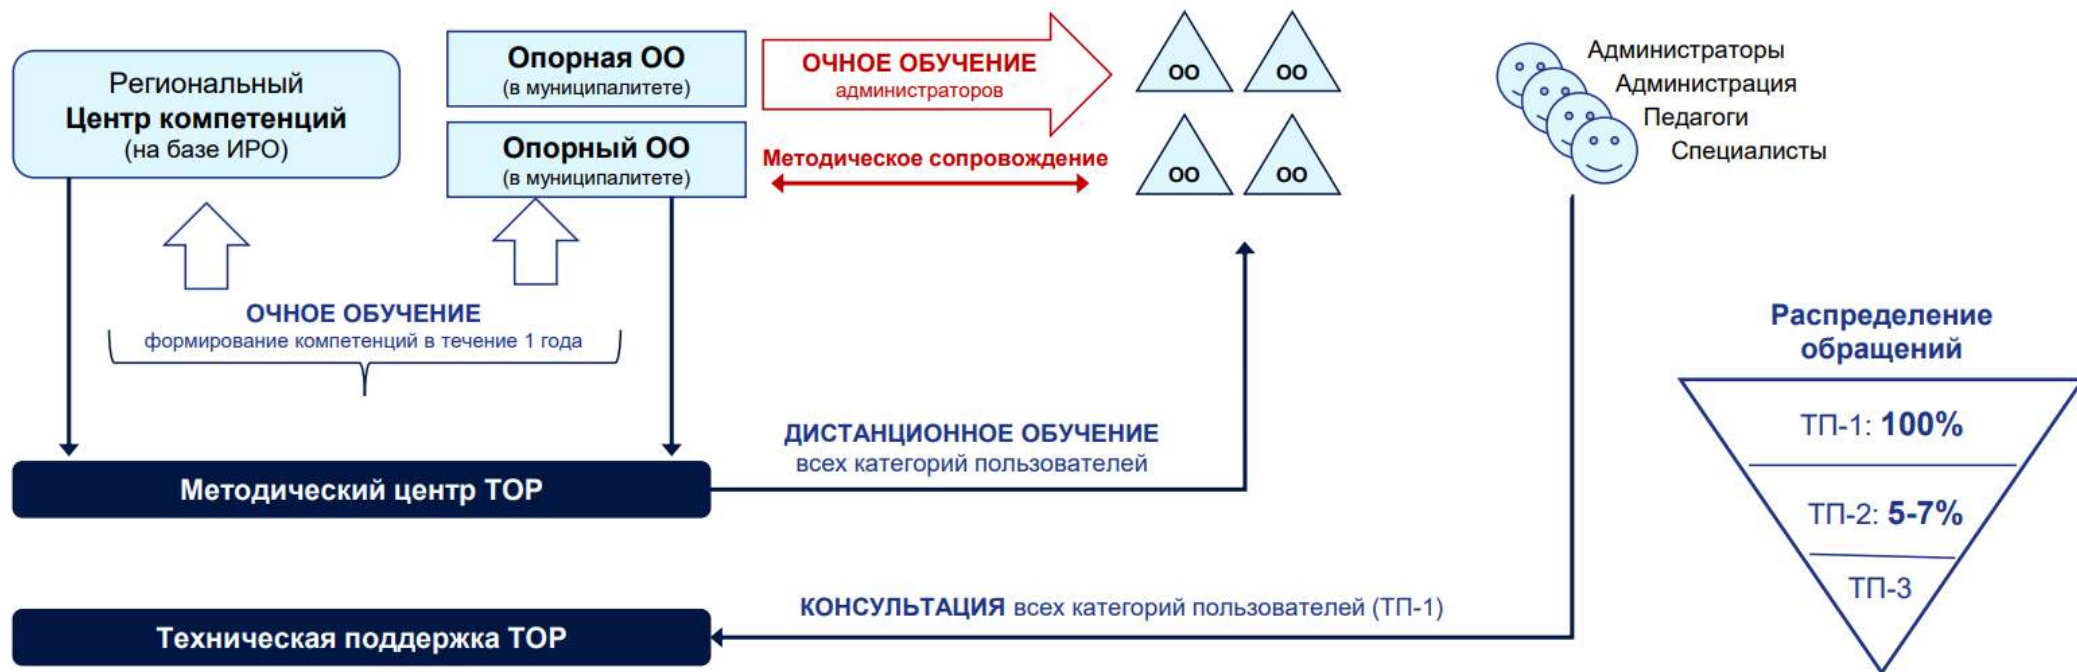 Региональный
Центр компетенций
(на базе ИРО)
Опорная ОО
(в муниципалитете)
Опорный ОО
(в муниципалитете)
ОЧНОЕ ОБУЧЕНИЕ
администраторов
Методическое сопровождение
ОО
ОО
ОО
ОО
Администраторы
Администрация
Педагоги
Специалисты
ОЧНОЕ ОБУЧЕНИЕ
формирование компетенций в течение 1 года
ДИСТАНЦИОННОЕ ОБУЧЕНИЕ
всех категорий пользователей
Методический центр ТОР
КОНСУЛЬТАЦИЯ всех категорий пользователей (ТП-1)
Техническая поддержка ТОР
Распределение
обращений
ТП-1: 100%
ТП-2: 5-7%
ТП-3